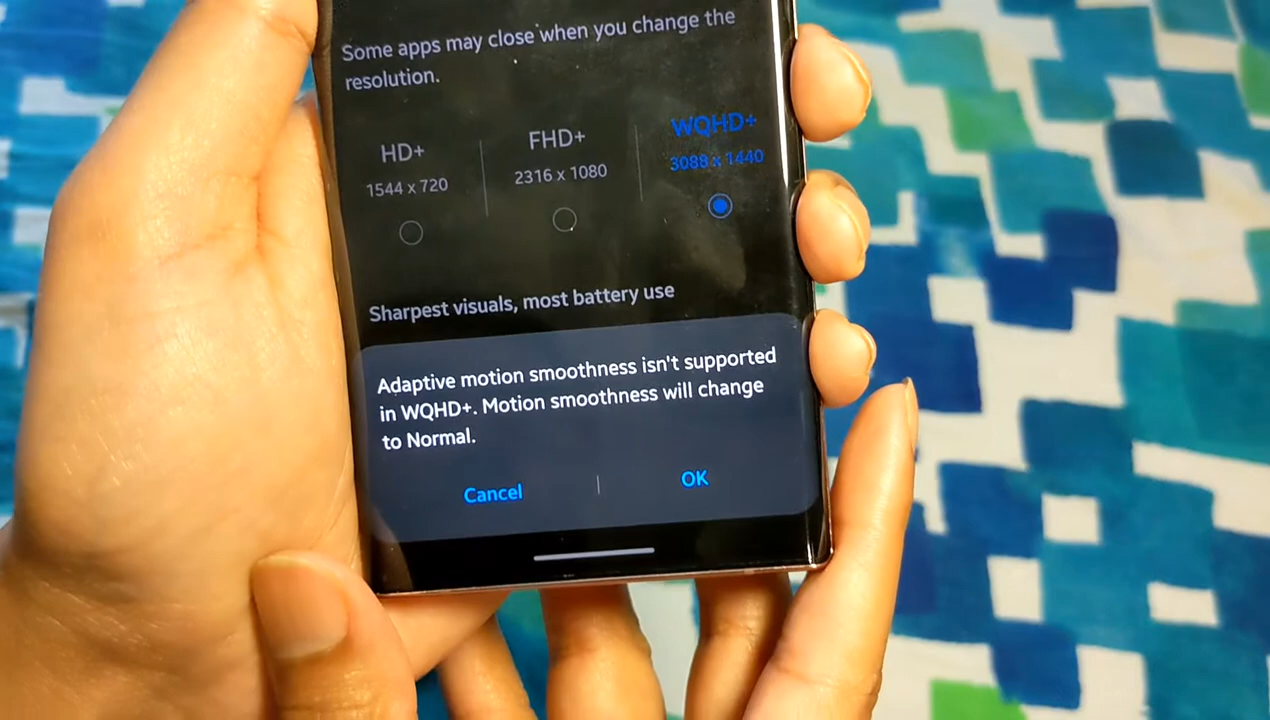 Some apps may close when you change the
resolution.
HD+
1544 x 720
FHD+
2316 x 1080
WQHD+
3088 x 1440
Sharpest visuals, most battery use
Adaptive motion smoothness isn't supported
in WQHD+. Motion smoothness will change
to Normal.
Cancel
OK